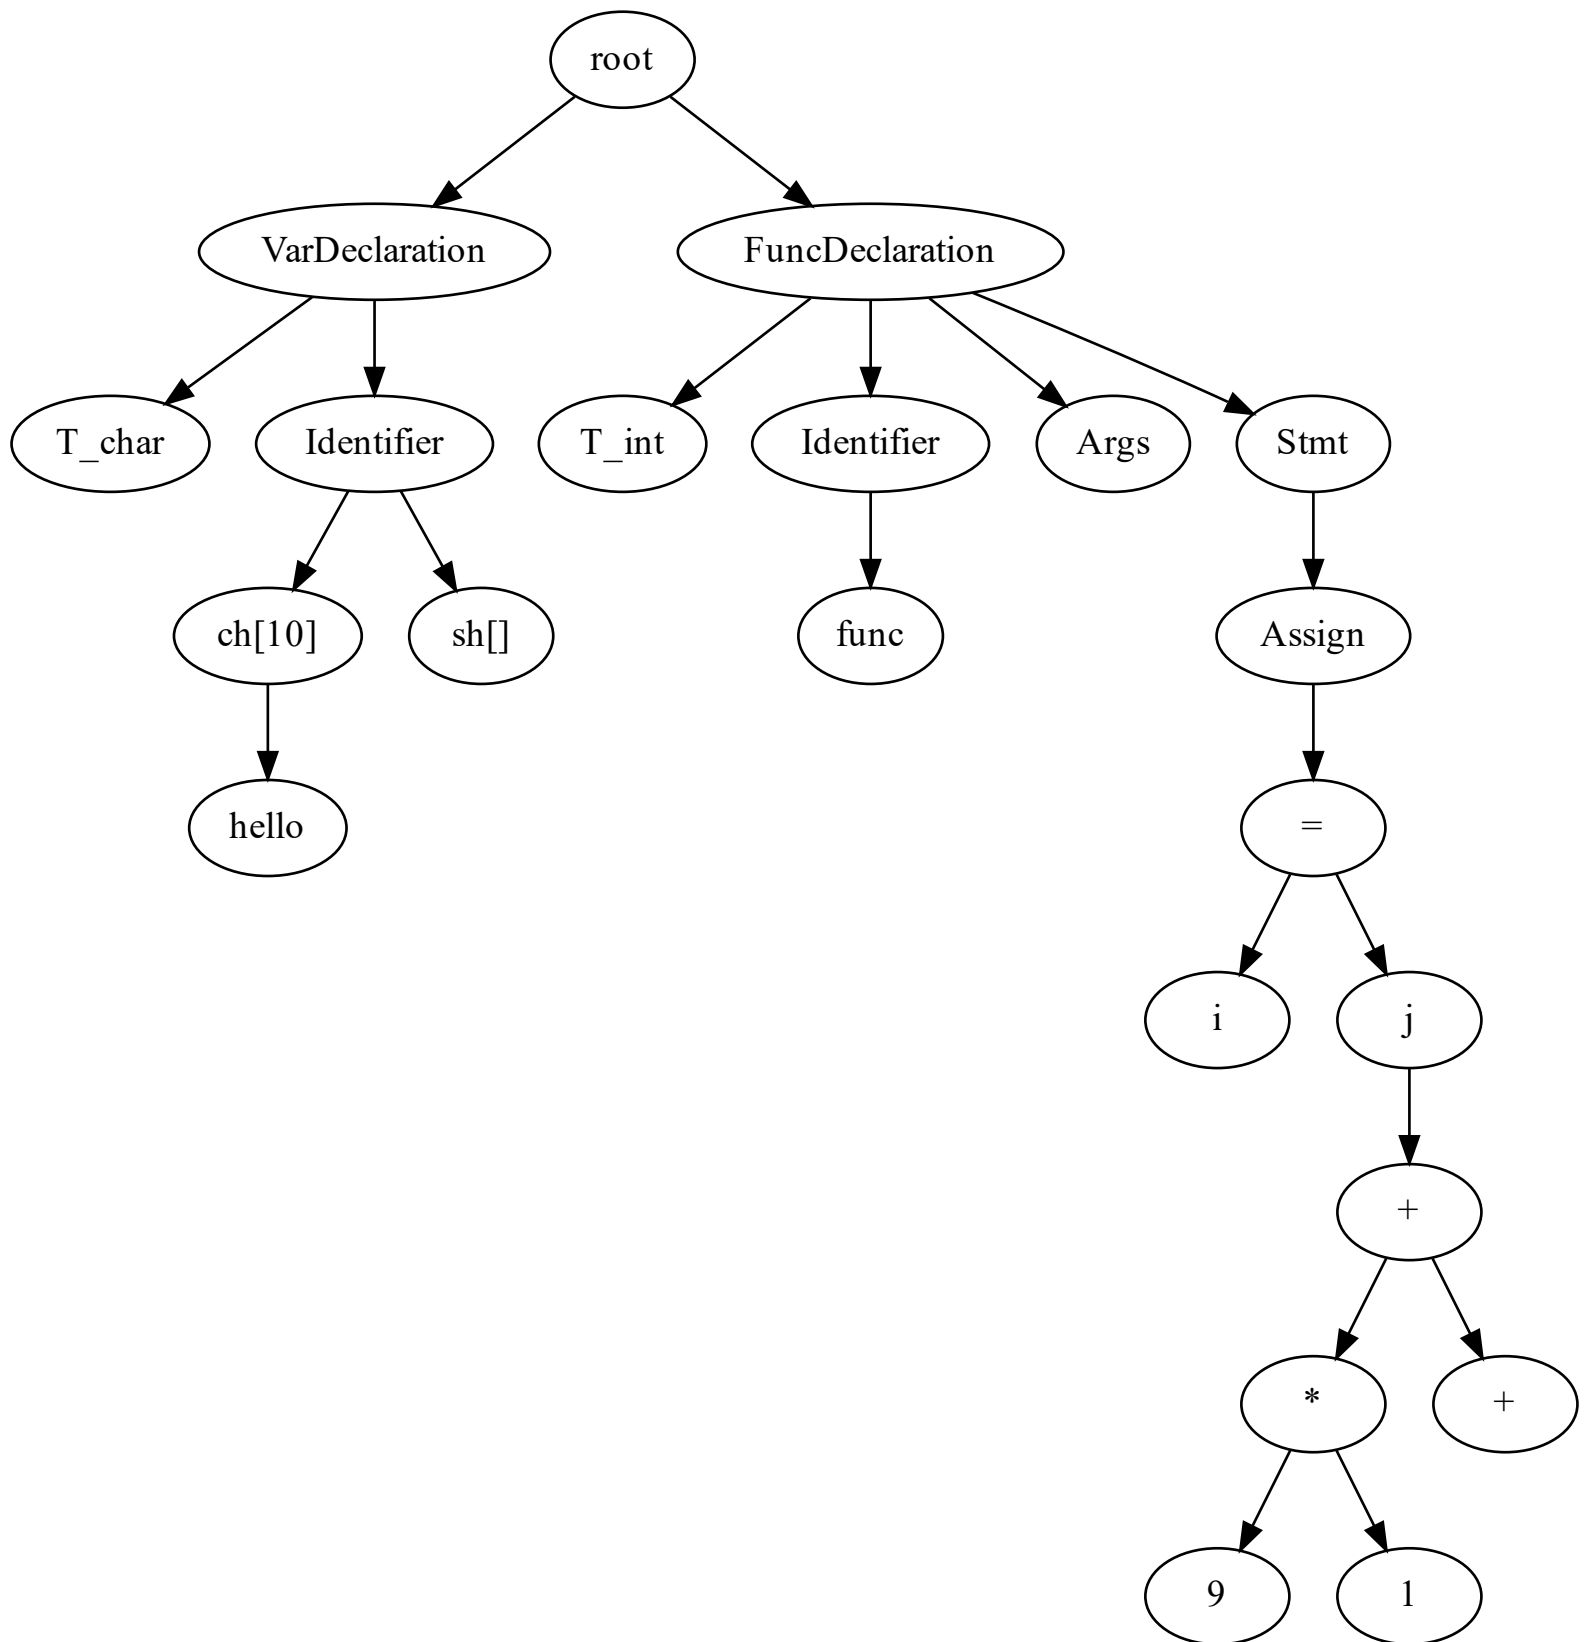 root
VarDeclaration
FuncDeclaration
T_char
Identifier
T_int
Identifier
Args
Stmt
ch[10]
sh[]
func
Assign
hello
=
i
j
+
*
+
9
1